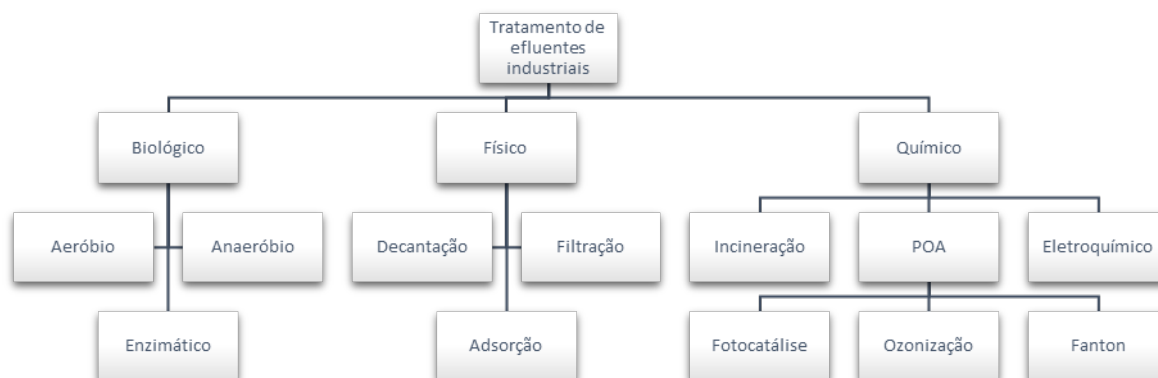 Tratamento de
efluentes
industriais
Biológico
Físico
Químico
Aeróbio
Anaeróbio
Decantação
Filtração
Incineração
POA
Eletroquímico
Enzimático
Adsorção
Fotocatálise
Ozonização
Fanton